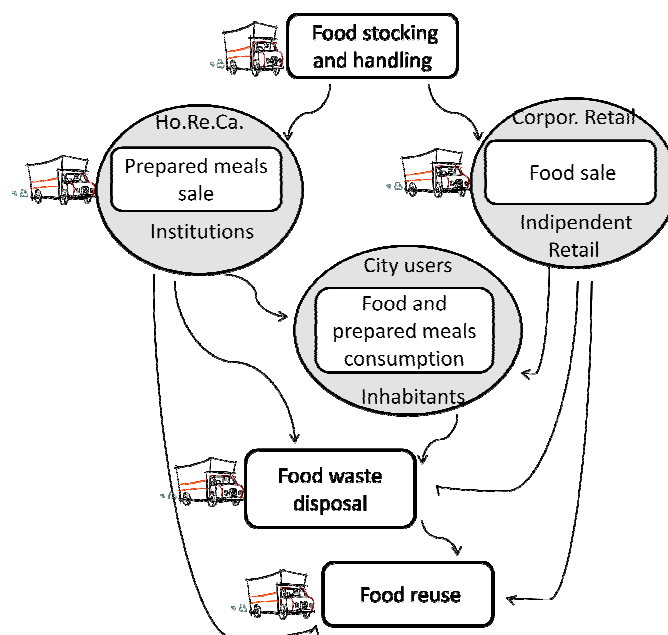 Food stocking
and handling
Ho.Re.Ca.
Prepared meals
sale
Institutions
Corpor. Retail
Food sale
Indipendent
Retail
City users
Food and
prepared meals
consumption
Inhabitants
Food waste
disposal
Food reuse